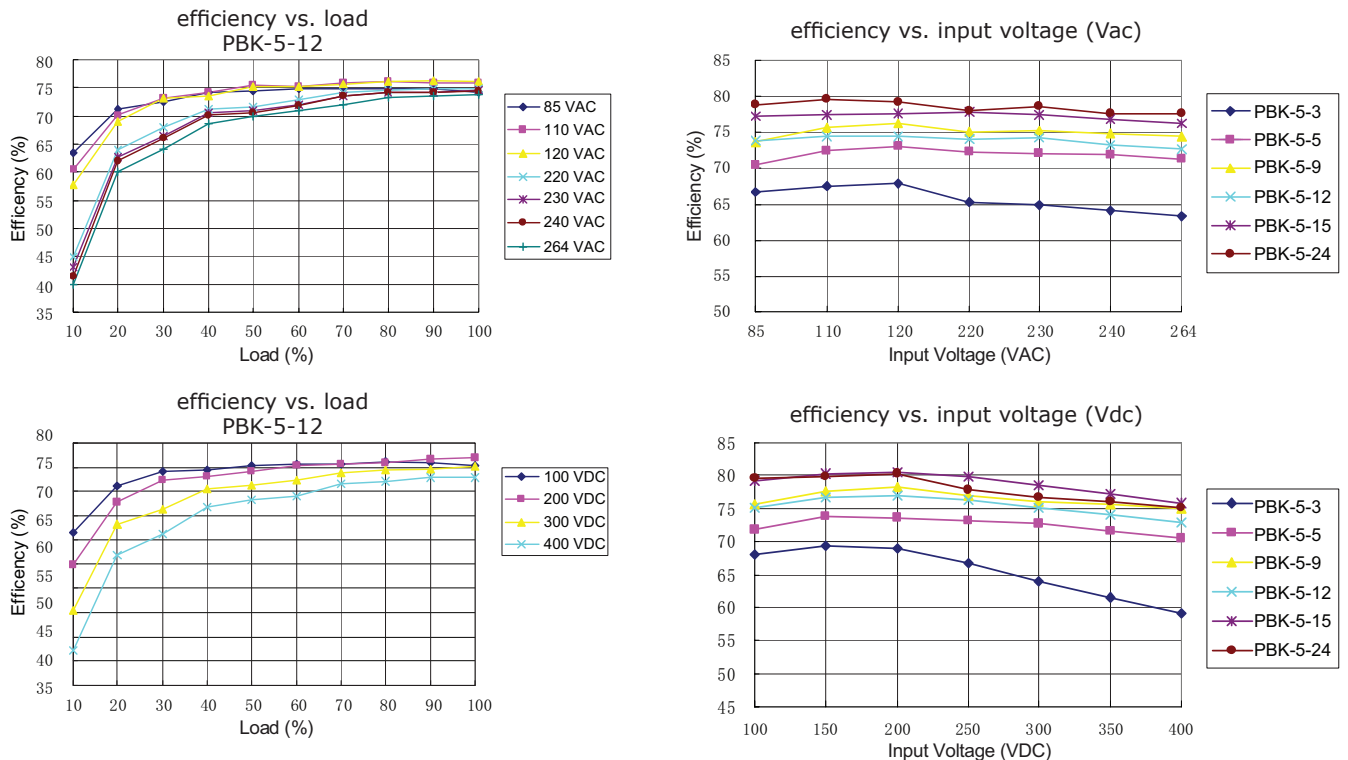 efficiency vs. load
PBK-5-12
80
75
70
65
60
55
50
45
40
35
Efficency (%)
10 20 30 40 50 60 70 80 90 100
Load (%)
85 VAC
110 VAC
120 VAC
220 VAC
230 VAC
240 VAC
264 VAC
efficiency vs. input voltage (Vac)
85
80
75
70
65
60
55
50
Efficiency (%)
85 110 120 220 230 240 264
Input Voltage (VAC)
PBK-5-3
PBK-5-5
PBK-5-9
PBK-5-12
PBK-5-15
PBK-5-24
efficiency vs. load
PBK-5-12
80
75
70
65
60
55
50
45
40
35
Efficency (%)
10 20 30 40 50 60 70 80 90 100
Load (%)
100 VDC
200 VDC
300 VDC
400 VDC
efficiency vs. input voltage (Vdc)
85
80
75
70
65
60
55
50
45
Efficiency (%)
100 150 200 250 300 350 400
Input Voltage (VDC)
PBK-5-3
PBK-5-5
PBK-5-9
PBK-5-12
PBK-5-15
PBK-5-24